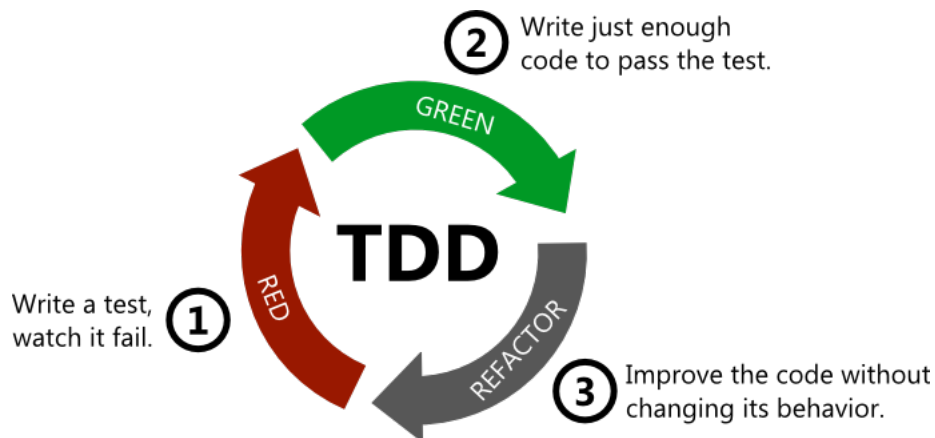 2
Write just enough
code to pass the test.
GREEN
TDD
RED
Write a test,
watch it fail.
1
REFACTOR
3
Improve the code without
changing its behavior.